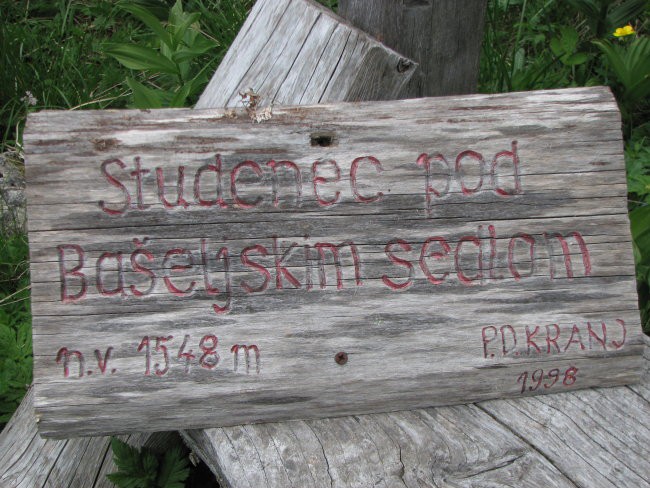 Studenec pod
Bašeljskim sedlom
n.v. 1548 m
P.D. KRANJ
1998